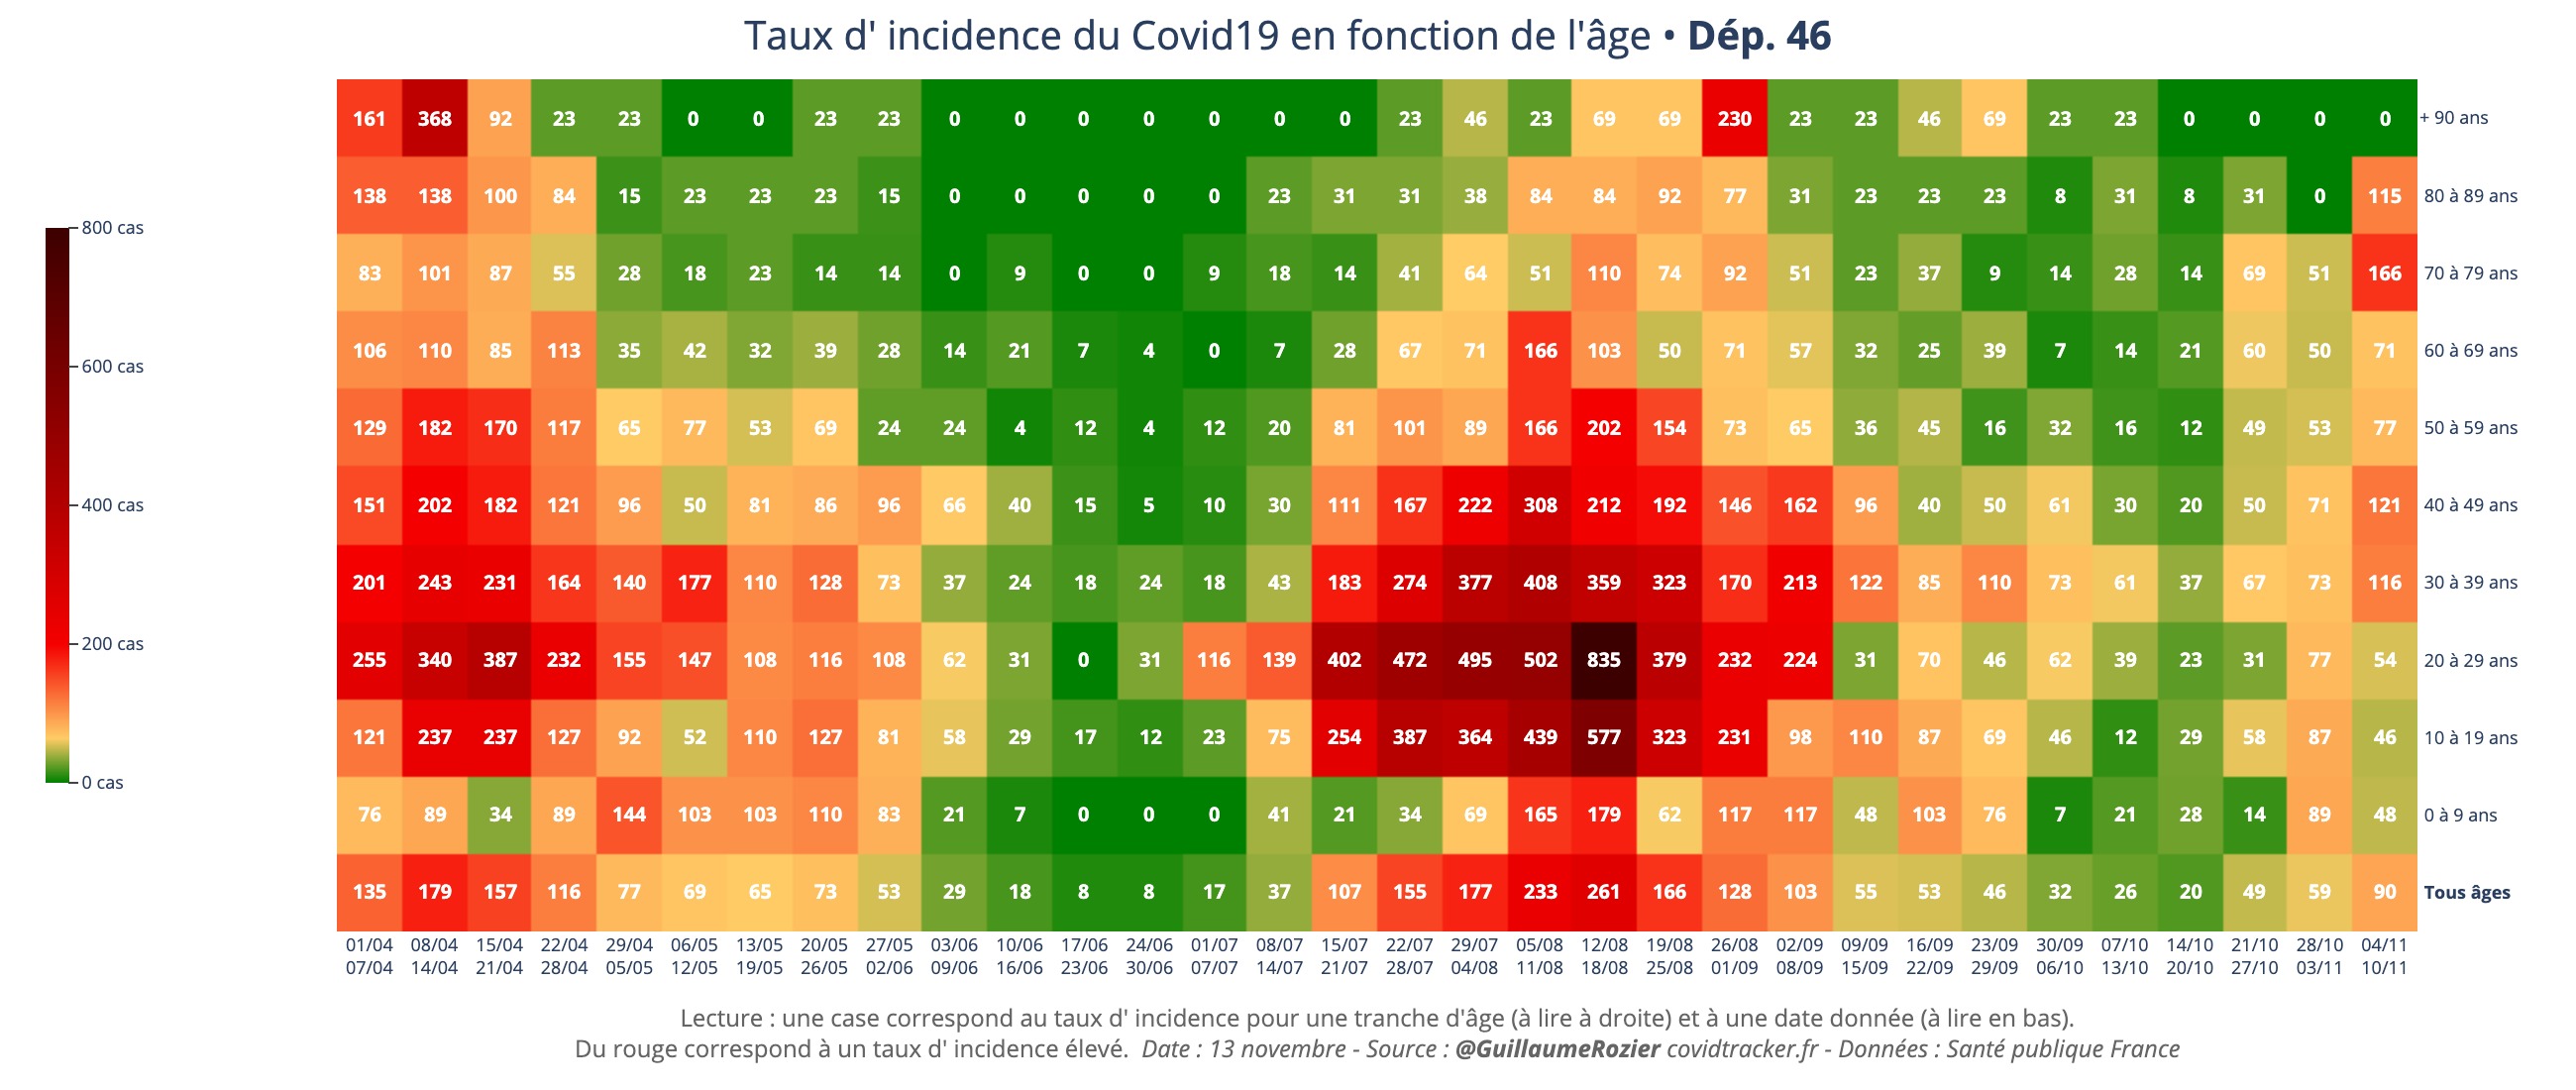 Taux d' incidence du Covid19 en fonction de l'âge • Dép. 46
800 cas
600 cas
400 cas
200 cas
0 cas
161 368 92 23 23 0 0 23 23 0 0 0 0 0 0 0 23 46 23 69 69 230 23 23 46 69 23 23 0 0 0 0 + 90 ans
138 138 100 84 15 23 23 23 15 0 0 0 0 0 23 31 31 38 84 84 92 77 31 23 23 23 8 31 8 31 0 115 80 à 89 ans
83 101 87 55 28 18 23 14 14 0 9 0 0 9 18 14 41 64 51 110 74 92 51 23 37 9 14 28 14 69 51 166 70 à 79 ans
106 110 85 113 35 42 32 39 28 14 21 7 4 0 7 28 67 71 166 103 50 71 57 32 25 39 7 14 21 60 50 71 60 à 69 ans
129 182 170 117 65 77 53 69 24 24 4 12 4 12 20 81 101 89 166 202 154 73 65 36 45 16 32 16 12 49 53 77 50 à 59 ans
151 202 182 121 96 50 81 86 96 66 40 15 5 10 30 111 167 222 308 212 192 146 162 96 40 50 61 30 20 50 71 121 40 à 49 ans
201 243 231 164 140 177 110 128 73 37 24 18 24 18 43 183 274 377 408 359 323 170 213 122 85 110 73 61 37 67 73 116 30 à 39 ans
255 340 387 232 155 147 108 116 108 62 31 0 31 116 139 402 472 495 502 835 379 232 224 31 70 46 62 39 23 31 77 54 20 à 29 ans
121 237 237 127 92 52 110 127 81 58 29 17 12 23 75 254 387 364 439 577 323 231 98 110 87 69 46 12 29 58 87 46 10 à 19 ans
76 89 34 89 144 103 103 110 83 21 7 0 0 0 41 21 34 69 165 179 62 117 117 48 103 76 7 21 28 14 89 48 0 à 9 ans
135 179 157 116 77 69 65 73 53 29 18 8 8 17 37 107 155 177 233 261 166 128 103 55 53 46 32 26 20 49 59 90 Tous âges
01/04 08/04 15/04 22/04 29/04 06/05 13/05 20/05 27/05 03/06 10/06 17/06 24/06 01/07 08/07 15/07 22/07 29/07 05/08 12/08 19/08 26/08 02/09 09/09 16/09 23/09 30/09 07/10 14/10 21/10 28/10 04/11
07/04 14/04 21/04 28/04 05/05 12/05 19/05 26/05 02/06 09/06 16/06 23/06 30/06 07/07 14/07 21/07 28/07 04/08 11/08 18/08 25/08 01/09 08/09 15/09 22/09 29/09 06/10 13/10 20/10 27/10 03/11 10/11
Lecture : une case correspond au taux d' incidence pour une tranche d'âge (à lire à droite) et à une date donnée (à lire en bas).
Du rouge correspond à un taux d' incidence élevé. Date : 13 novembre - Source : @GuillaumeRozier covidtracker.fr - Données : Santé publique France